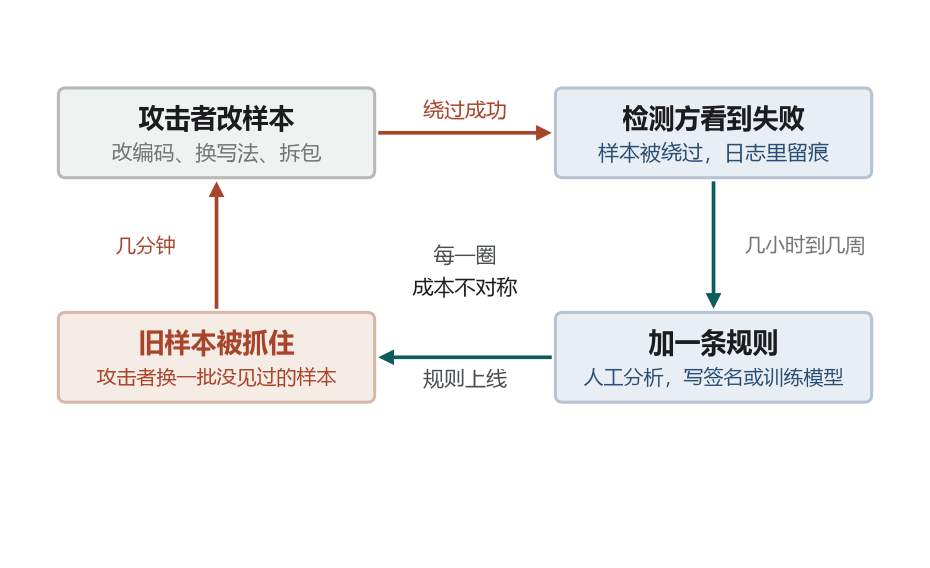 攻击者改样本
改编码、换写法、拆包
绕过成功
检测方看到失败
样本被绕过，日志里留痕
几分钟
每一圈
成本不对称
几小时到几周
旧样本被抓住
攻击者换一批没见过的样本
规则上线
加一条规则
人工分析，写签名或训练模型